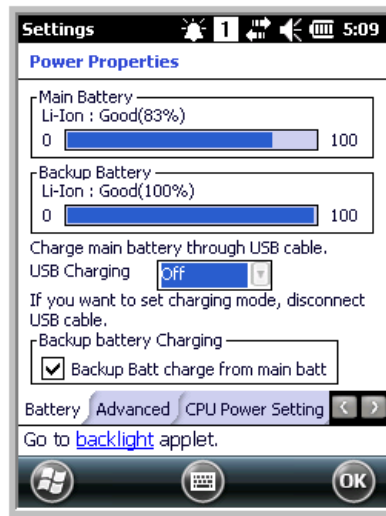 Settings 1 5:09
Power Properties
Main Battery
Li-Ion : Good(83%)
0 100
Backup Battery
Li-Ion : Good(100%)
0 100
Charge main battery through USB cable.
USB Charging Off
If you want to set charging mode, disconnect
USB cable.
Backup battery Charging
Backup Batt charge from main batt
Battery Advanced CPU Power Setting
Go to backlight applet.
OK